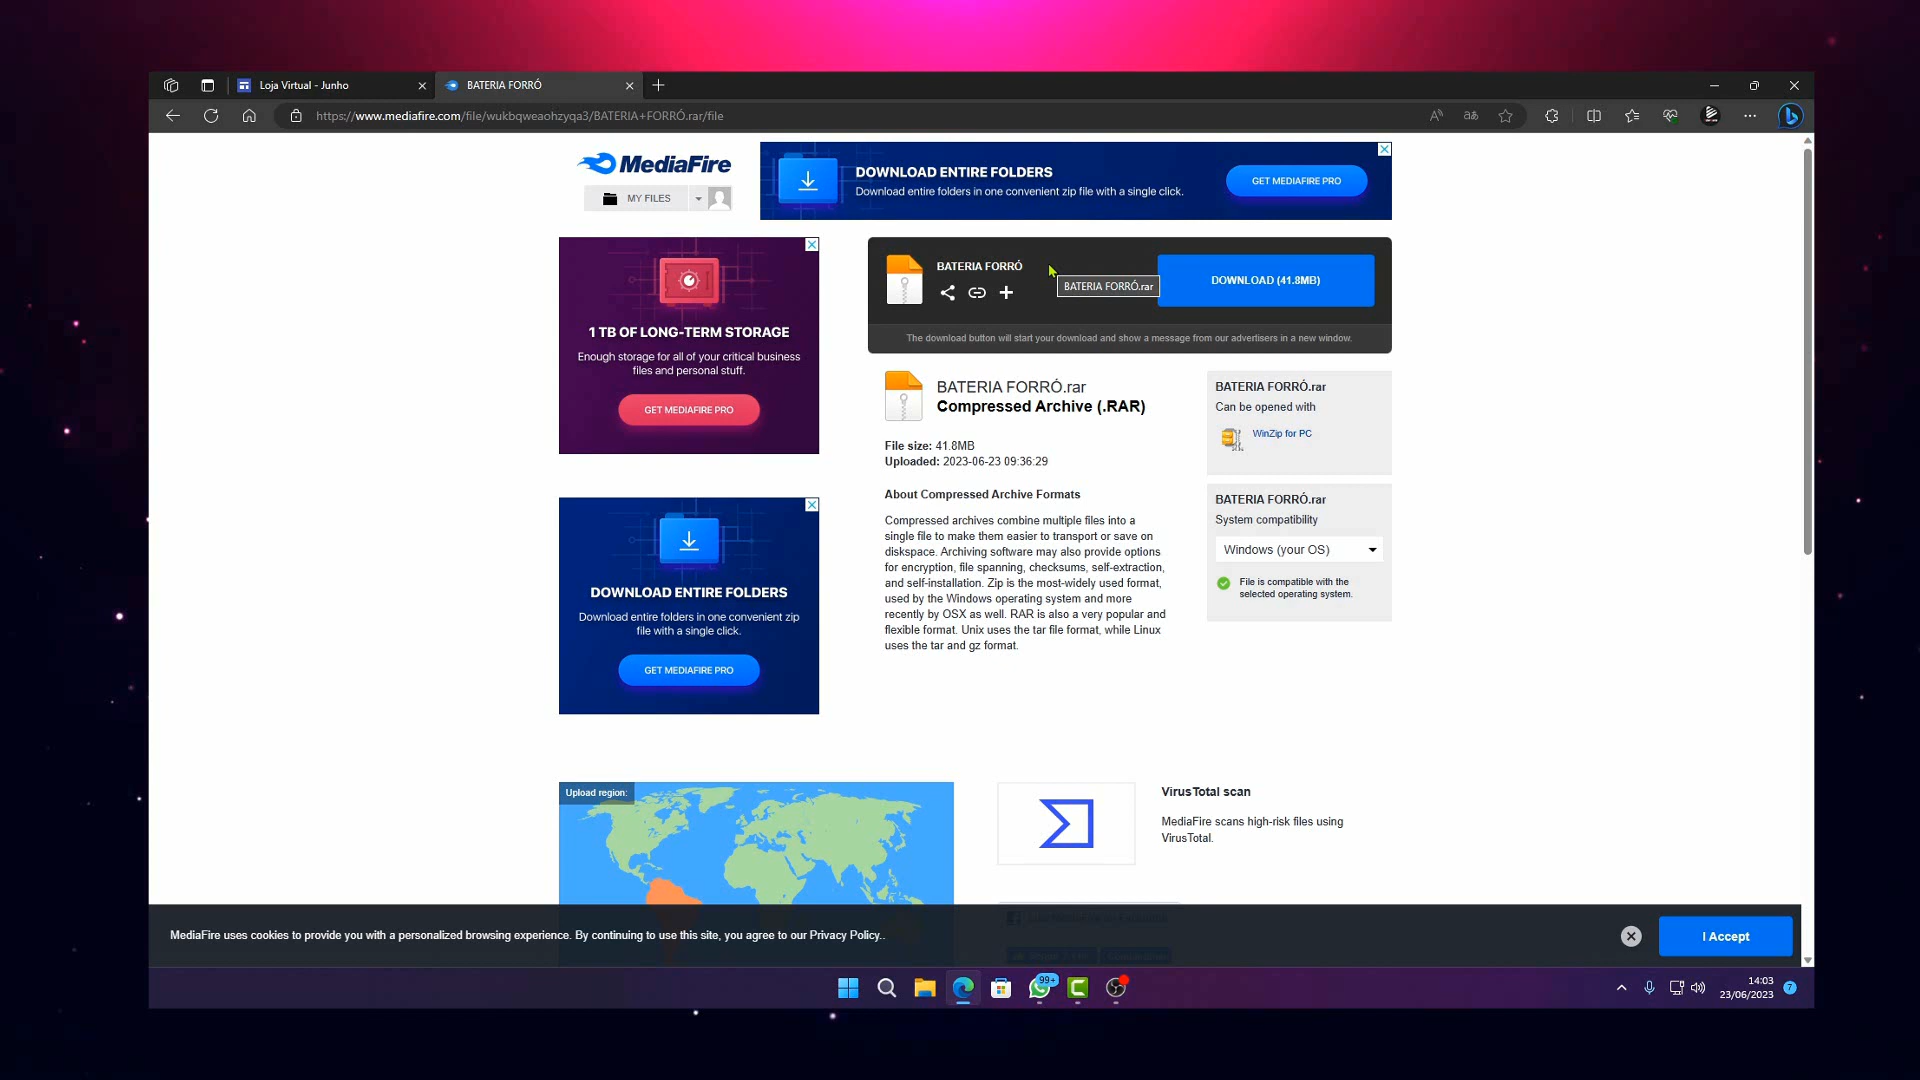 Loja Virtual - Junho
BATERIA FORRÓ
https://www.mediafire.com/file/wukbqweaohzyqa3/BATERIA+FORRÓ.rar/file
MediaFire
MY FILES
DOWNLOAD ENTIRE FOLDERS
Download entire folders in one convenient zip file with a single click.
GET MEDIAFIRE PRO
1 TB OF LONG-TERM STORAGE
Enough storage for all of your critical business
files and personal stuff.
GET MEDIAFIRE PRO
BATERIA FORRÓ
BATERIA FORRÓ.rar
DOWNLOAD (41.8MB)
The download button will start your download and show a message from our advertisers in a new window.
BATERIA FORRÓ.rar
Compressed Archive (.RAR)
File size: 41.8MB
Uploaded: 2023-06-23 09:36:29
About Compressed Archive Formats
Compressed archives combine multiple files into a
single file to make them easier to transport or save on
diskspace. Archiving software may also provide options
for encryption, file spanning, checksums, self-extraction,
and self-installation. Zip is the most-widely used format,
used by the Windows operating system and more
recently by OSX as well. RAR is also a very popular and
flexible format. Unix uses the tar file format, while Linux
uses the tar and gz format.
BATERIA FORRÓ.rar
Can be opened with
WinZip for PC
BATERIA FORRÓ.rar
System compatibility
Windows (your OS)
File is compatible with the
selected operating system.
DOWNLOAD ENTIRE FOLDERS
Download entire folders in one convenient zip
file with a single click.
GET MEDIAFIRE PRO
Upload region:
VirusTotal scan
MediaFire scans high-risk files using
VirusTotal.
MediaFire uses cookies to provide you with a personalized browsing experience. By continuing to use this site, you agree to our Privacy Policy..
I Accept
99+
14:03
23/06/2023
7